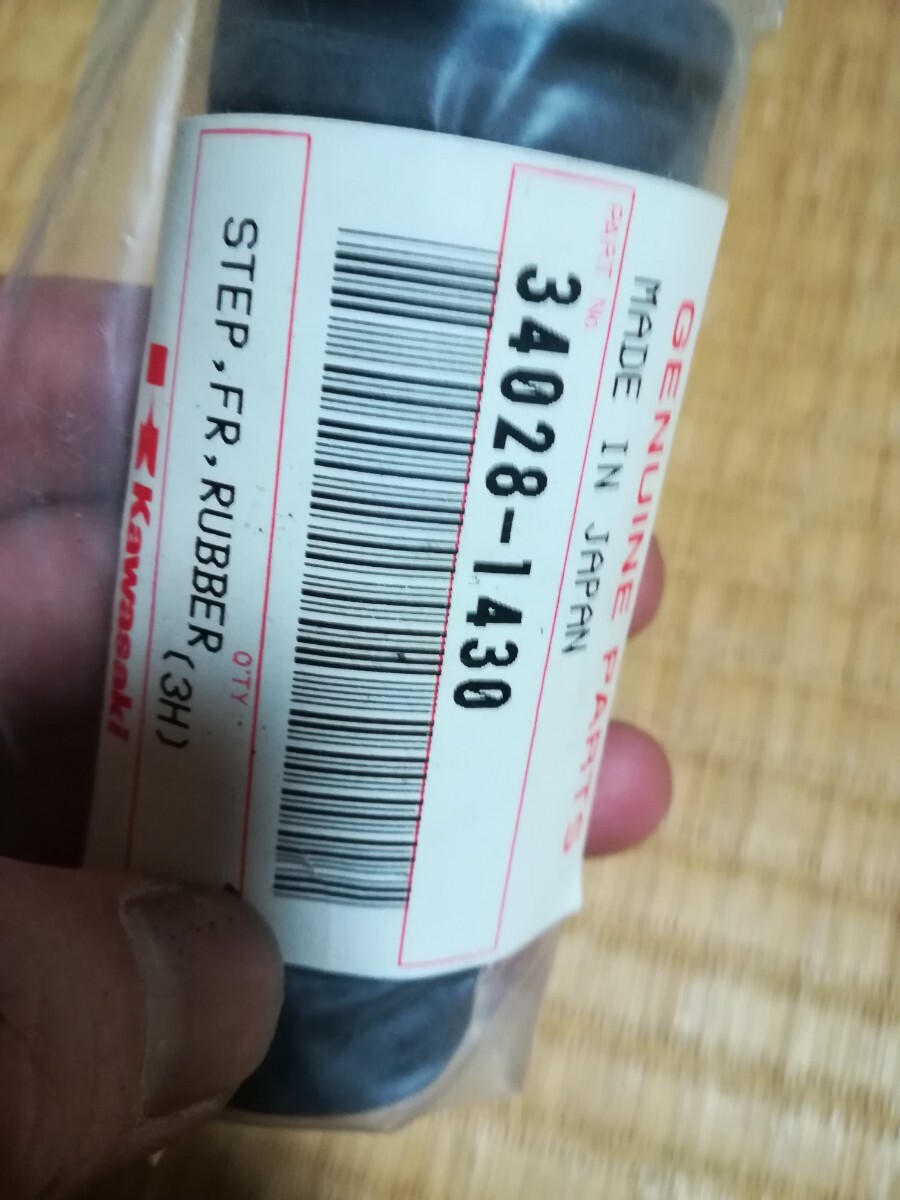 GENUINE PARTS
MADE IN JAPAN
PART No
34028-1430
Q'TY
STEP,FR,RUBBER(3H)
Kawasaki